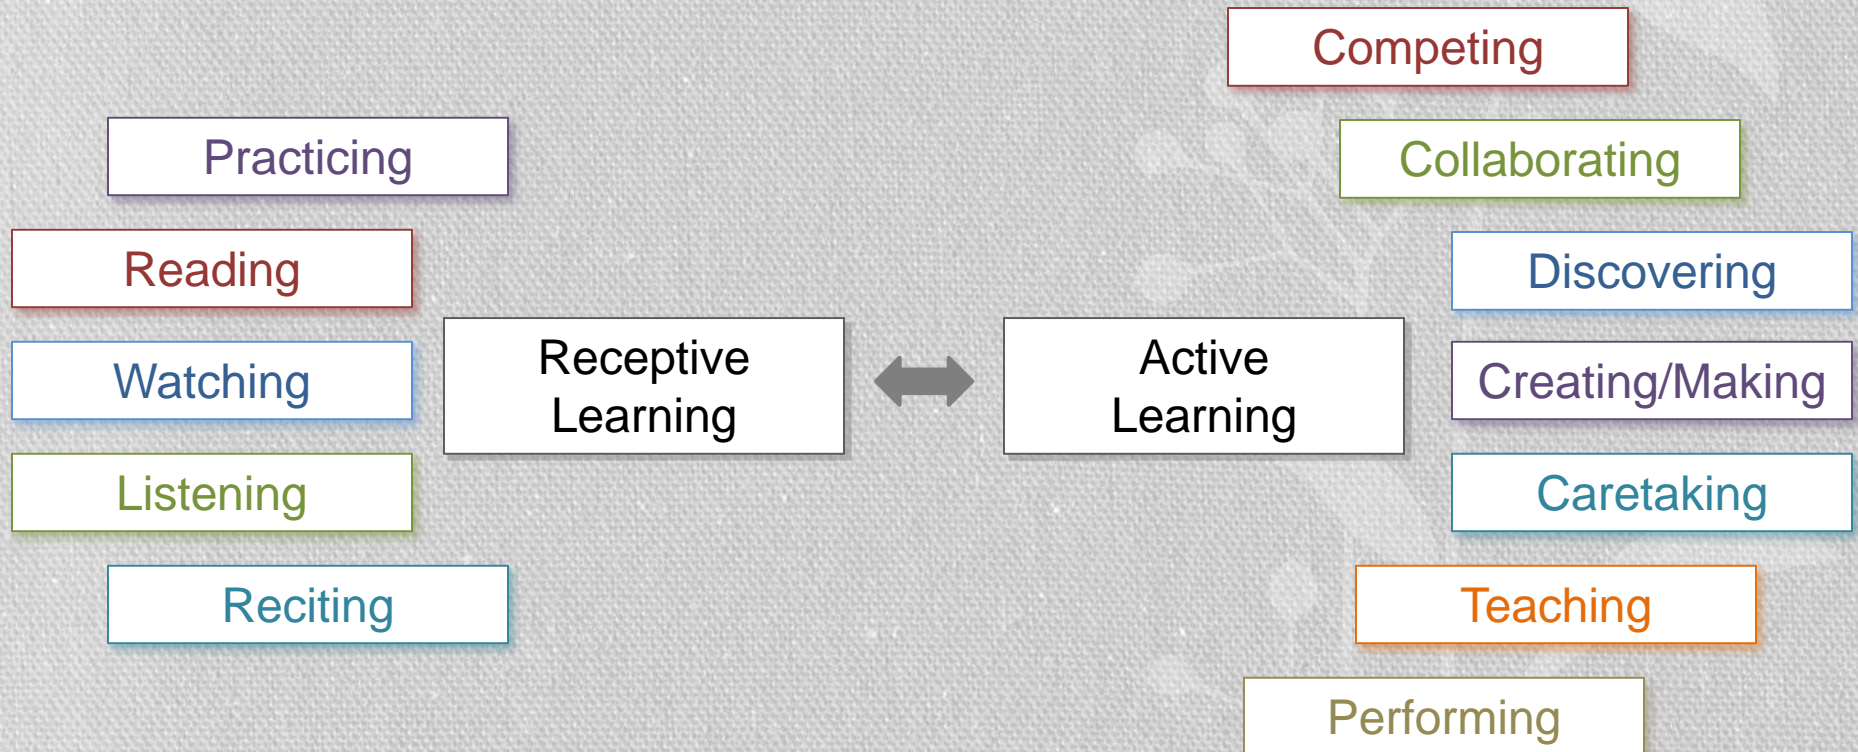 Practicing
Reading
Watching
Listening
Reciting
Receptive
Learning
Active
Learning
Competing
Collaborating
Discovering
Creating/Making
Caretaking
Teaching
Performing